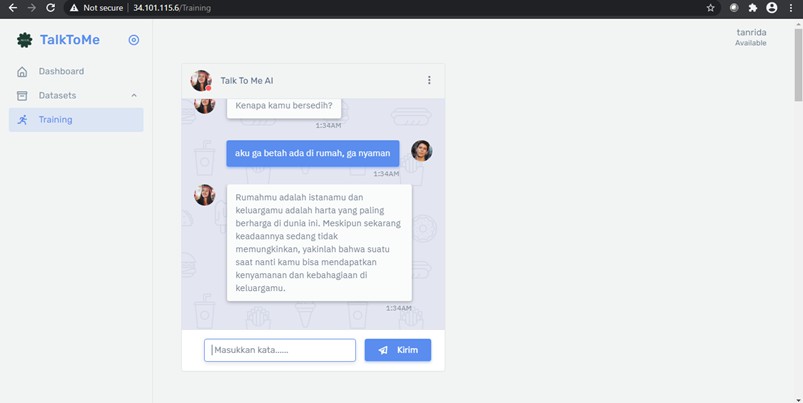 Not secure | 34.101.115.6/Training
TalkToMe
tanrida
Available
Dashboard
Datasets
Training
Talk To Me AI
Kenapa kamu bersedih?
1:34AM
aku ga betah ada di rumah, ga nyaman
1:34AM
Rumahmu adalah istanamu dan
keluargamu adalah harta yang paling
berharga di dunia ini. Meskipun sekarang
keadaannya sedang tidak
memungkinkan, yakinlah bahwa suatu
saat nanti kamu bisa mendapatkan
kenyamanan dan kebahagiaan di
keluargamu.
1:34AM
Masukkan kata......
Kirim